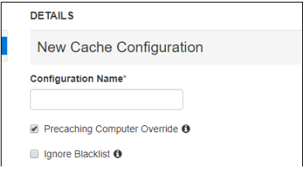 DETAILS
New Cache Configuration
Configuration Name*
Precaching Computer Override
Ignore Blacklist